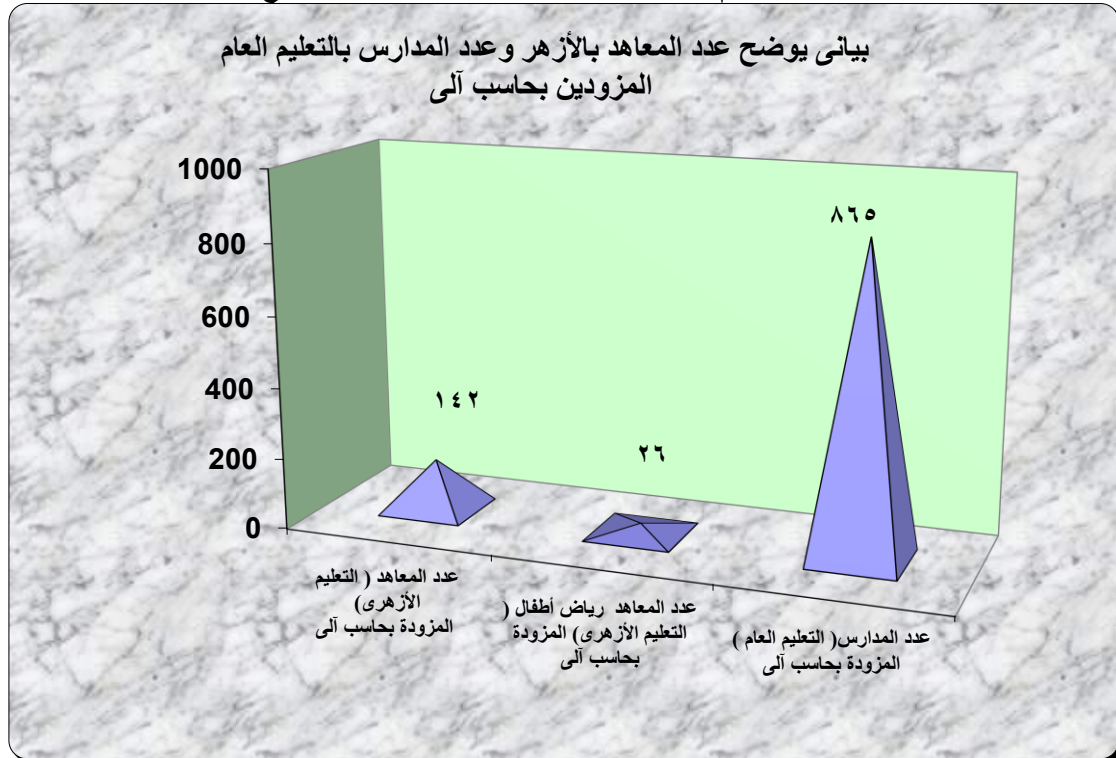 بيانى يوضح عدد المعاهد بالأزهر وعدد المدارس بالتعليم العام
المزودين بحاسب آلى
1000
800
600
400
200
0
١٤٢
٢٦
٨٦٥
عدد المعاهد ( التعليم
الأزهرى)
المزودة بحاسب آلى
عدد المعاهد رياض أطفال (
التعليم الأزهرى) المزودة
بحاسب آلى
عدد المدارس( التعليم العام )
المزودة بحاسب آلى